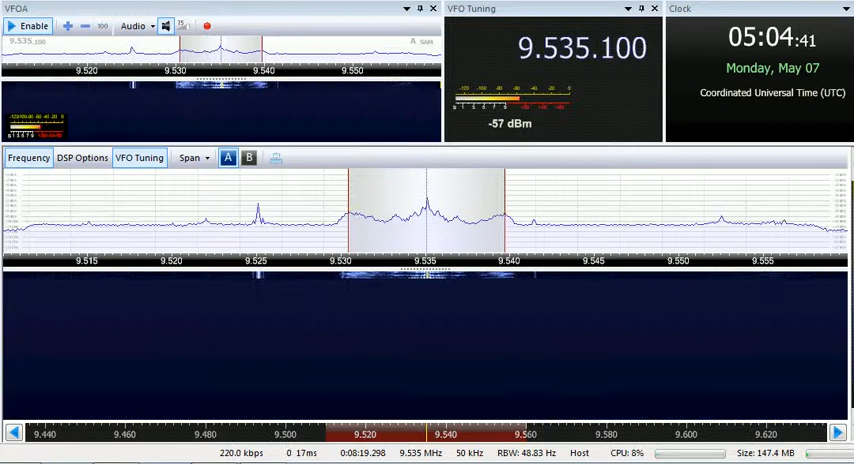 VFOA
Enable
100
Audio
75
9.535.100
A SAM
9.520 9.530 9.540 9.550
VFO Tuning
9.535.100
-57 dBm
Clock
05:04:41
Monday, May 07
Coordinated Universal Time (UTC)
Frequency DSP Options VFO Tuning Span A B
9.515 9.520 9.525 9.530 9.535 9.540 9.545 9.550 9.555
9.440 9.460 9.480 9.500 9.520 9.540 9.560 9.580 9.600 9.620
220.0 kbps 0 17ms 0:08:19.298 9.535 MHz 50 kHz RBW: 48.83 Hz Host CPU: 8% Size: 147.4 MB